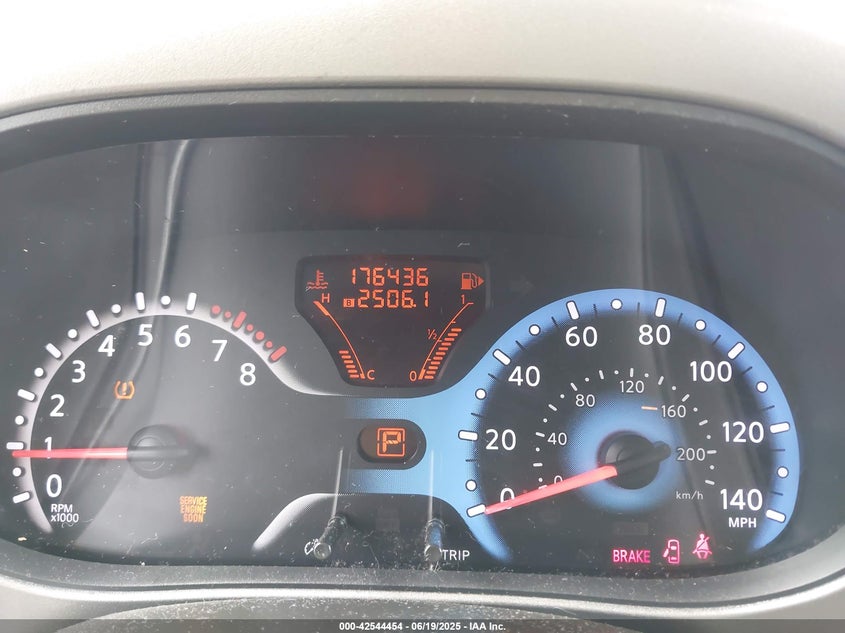 176436
H B 2506.1 1
1/2
C 0
0 1 2 3 4 5 6 7 8
RPM
x1000
SERVICE
ENGINE
SOON
P
0 20 40 60 80 100 120 140
MPH
0 40 80 120 160 200
km/h
TRIP
BRAKE
000-42544454 | 06/19/2025 | IAA Inc.